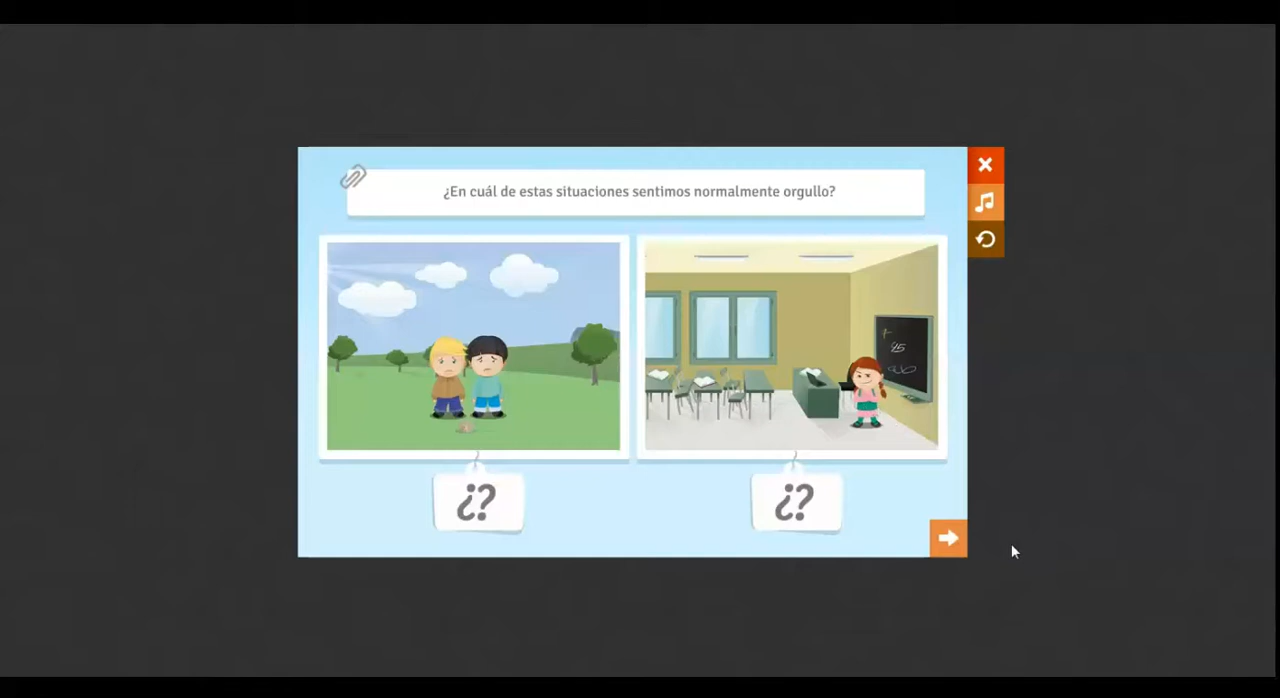 ¿En cuál de estas situaciones sentimos normalmente orgullo?
¿? ¿?